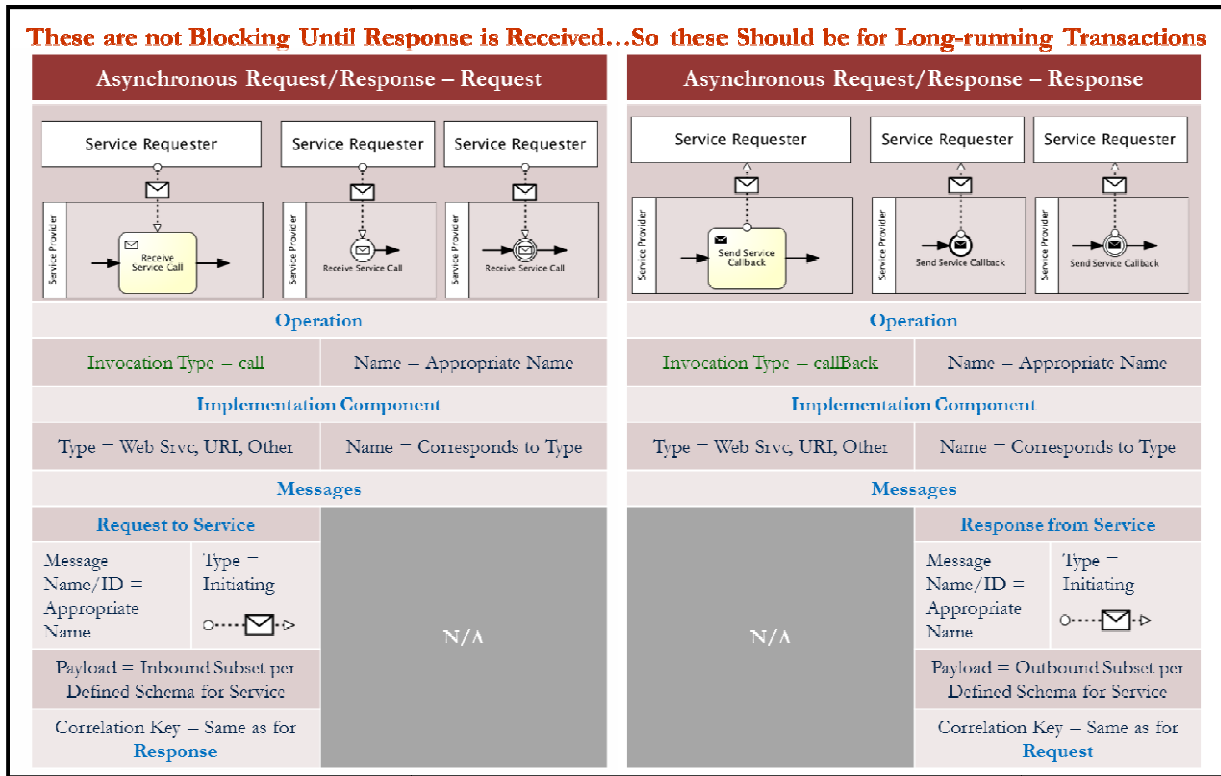 These are not Blocking Until Response is Received...So these Should be for Long-running Transactions
Asynchronous Request/Response – Request
Service Requester
Service Requester
Service Requester
Service Provider
Receive
Service Call
Service Provider
Receive Service Call
Service Provider
Receive Service Call
Operation
Invocation Type = call
Name = Appropriate Name
Implementation Component
Type = Web Srvc, URI, Other
Name = Corresponds to Type
Messages
Request to Service
Message
Name/ID =
Appropriate
Name
Type =
Initiating
N/A
Payload = Inbound Subset per
Defined Schema for Service
Correlation Key = Same as for
Response
Asynchronous Request/Response – Response
Service Requester
Service Requester
Service Requester
Service Provider
Send Service
Callback
Service Provider
Send Service Callback
Service Provider
Send Service Callback
Operation
Invocation Type = callBack
Name = Appropriate Name
Implementation Component
Type = Web Srvc, URI, Other
Name = Corresponds to Type
Messages
N/A
Response from Service
Message
Name/ID =
Appropriate
Name
Type =
Initiating
Payload = Outbound Subset per
Defined Schema for Service
Correlation Key = Same as for
Request